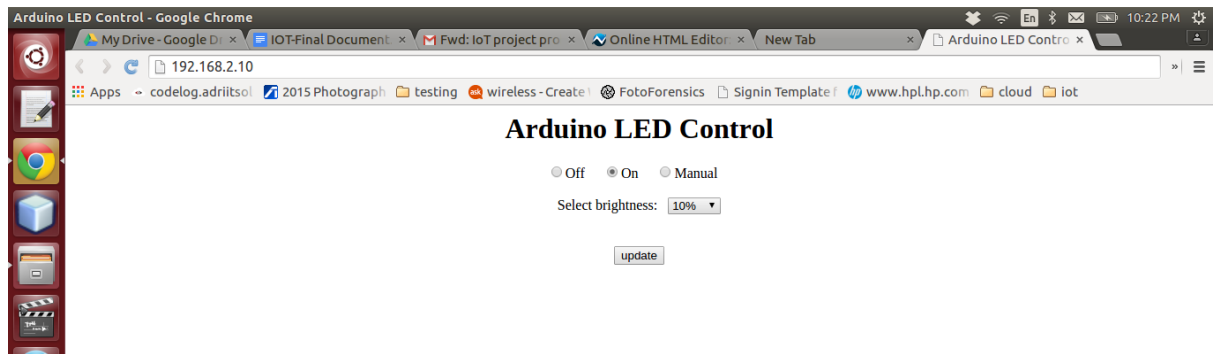 Arduino LED Control - Google Chrome En 10:22 PM
My Drive - Google Dr × IOT-Final Document. × Fwd: IoT project pro × Online HTML Editor: × New Tab × Arduino LED Contro ×
192.168.2.10 »
Apps codelog.adriitsol 2015 Photograph testing wireless - Create FotoForensics Signin Template f www.hpl.hp.com cloud iot
Arduino LED Control
Off On Manual
Select brightness: 10%
update